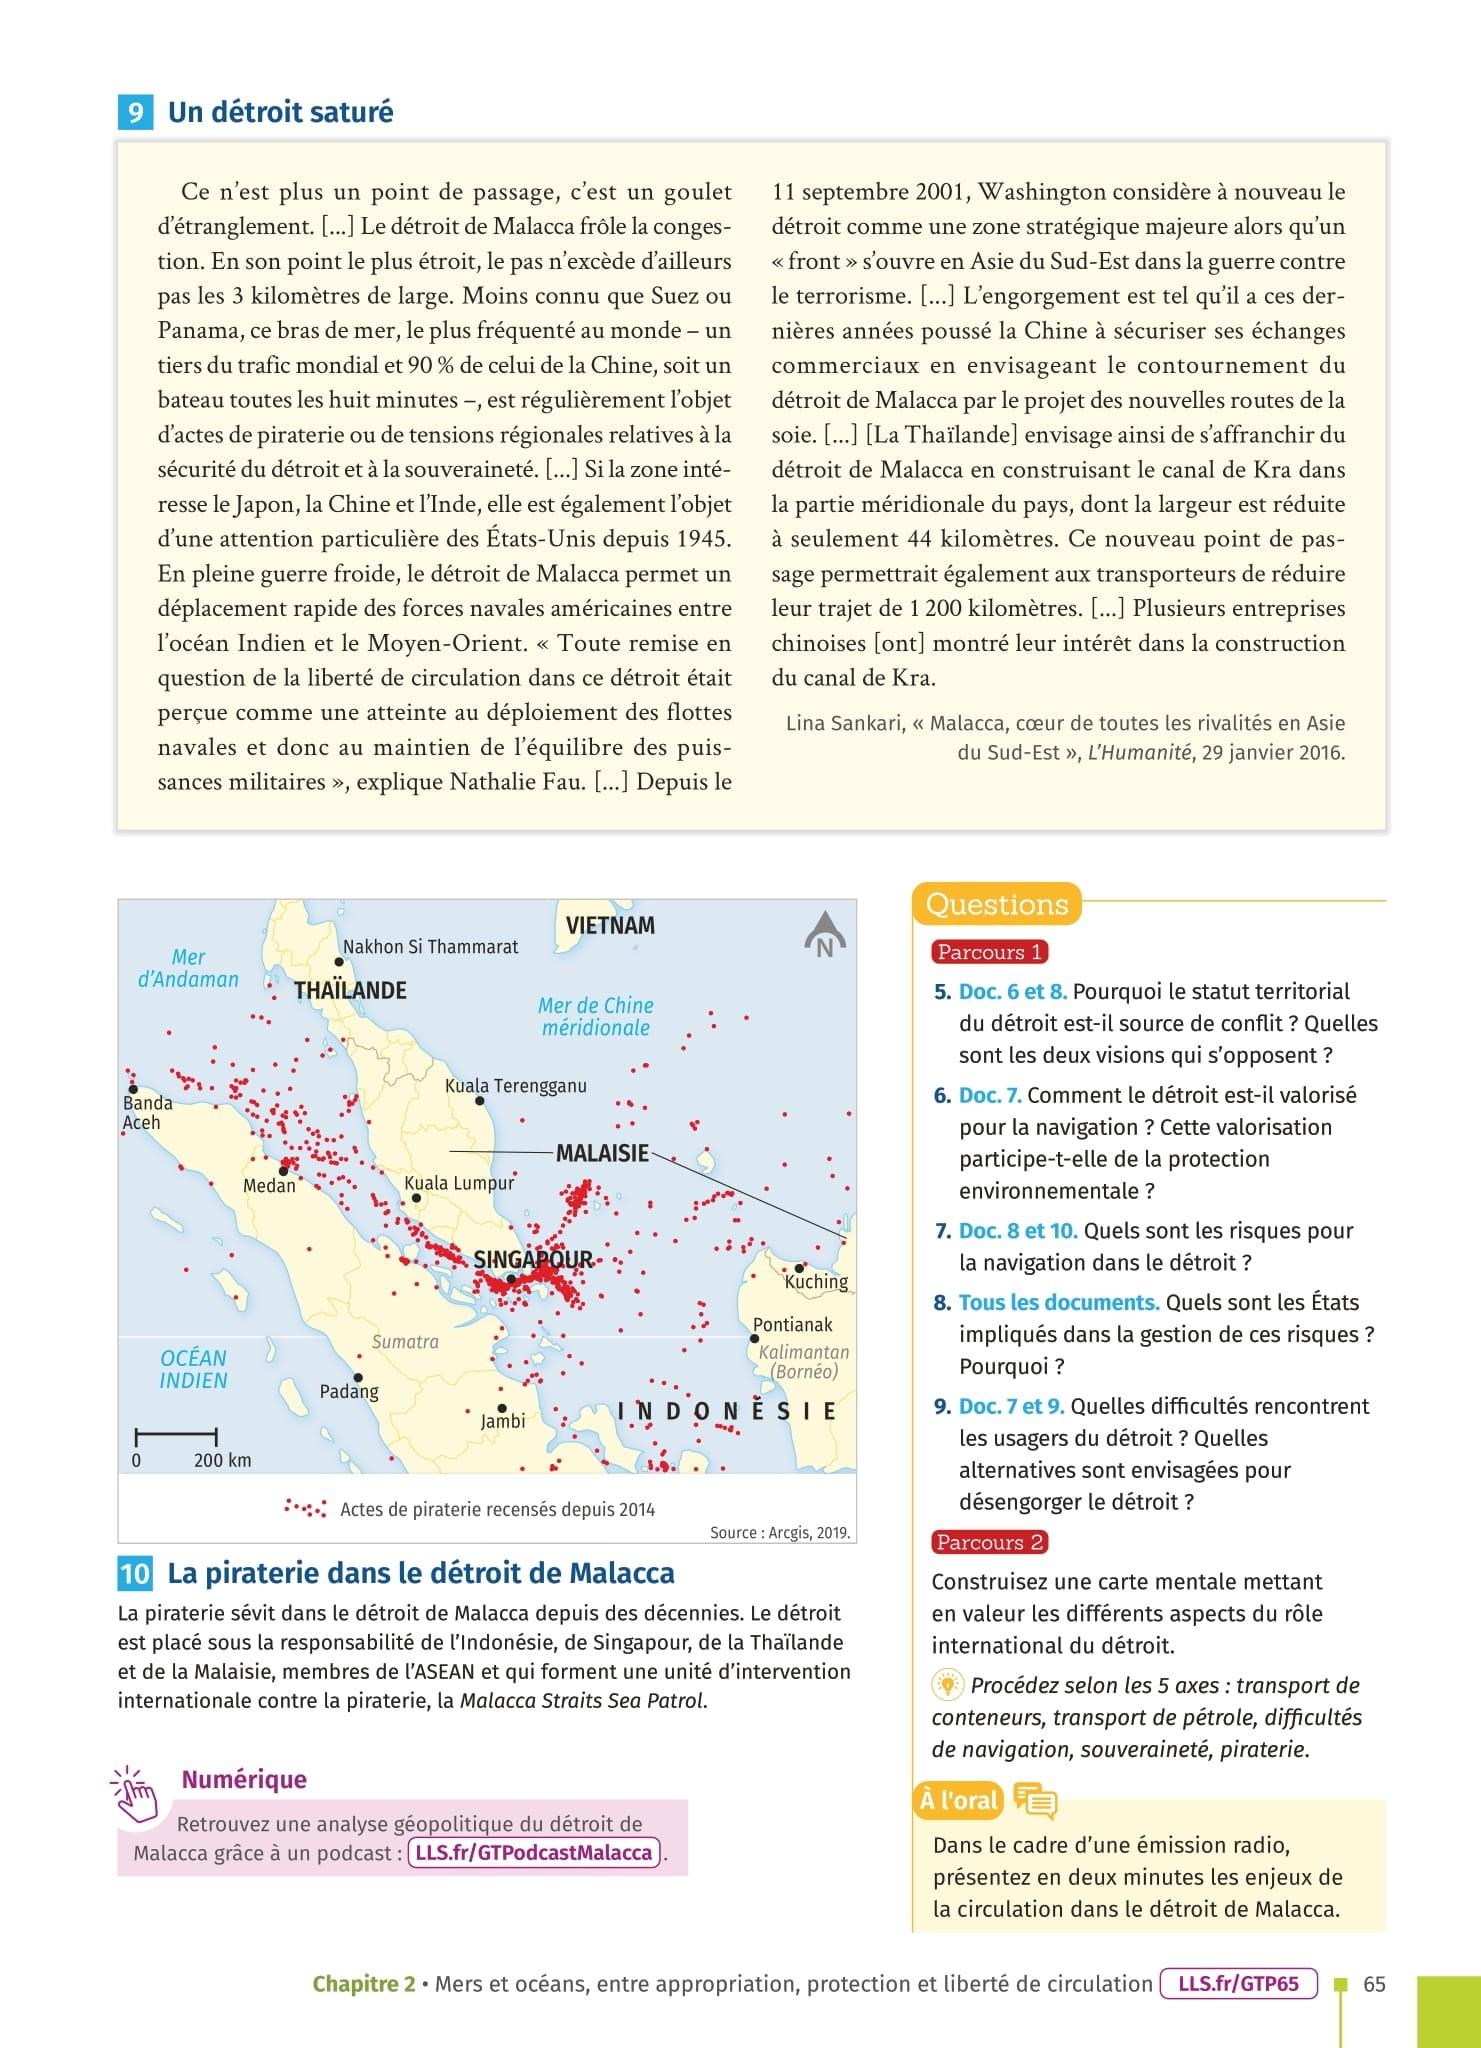 9 Un détroit saturé
Ce n’est plus un point de passage, c’est un goulet
d’étranglement. [...] Le détroit de Malacca frôle la conges-
tion. En son point le plus étroit, le pas n’excède d’ailleurs
pas les 3 kilomètres de large. Moins connu que Suez ou
Panama, ce bras de mer, le plus fréquenté au monde – un
tiers du trafic mondial et 90 % de celui de la Chine, soit un
bateau toutes les huit minutes –, est régulièrement l’objet
d’actes de piraterie ou de tensions régionales relatives à la
sécurité du détroit et à la souveraineté. [...] Si la zone inté-
resse le Japon, la Chine et l’Inde, elle est également l’objet
d’une attention particulière des États-Unis depuis 1945.
En pleine guerre froide, le détroit de Malacca permet un
déplacement rapide des forces navales américaines entre
l’océan Indien et le Moyen-Orient. « Toute remise en
question de la liberté de circulation dans ce détroit était
perçue comme une atteinte au déploiement des flottes
navales et donc au maintien de l’équilibre des puis-
sances militaires », explique Nathalie Fau. [...] Depuis le
11 septembre 2001, Washington considère à nouveau le
détroit comme une zone stratégique majeure alors qu’un
« front » s’ouvre en Asie du Sud-Est dans la guerre contre
le terrorisme. [...] L’engorgement est tel qu’il a ces der-
nières années poussé la Chine à sécuriser ses échanges
commerciaux en envisageant le contournement du
détroit de Malacca par le projet des nouvelles routes de la
soie. [...] [La Thaïlande] envisage ainsi de s’affranchir du
détroit de Malacca en construisant le canal de Kra dans
la partie méridionale du pays, dont la largeur est réduite
à seulement 44 kilomètres. Ce nouveau point de pas-
sage permettrait également aux transporteurs de réduire
leur trajet de 1 200 kilomètres. [...] Plusieurs entreprises
chinoises [ont] montré leur intérêt dans la construction
du canal de Kra.
Lina Sankari, « Malacca, cœur de toutes les rivalités en Asie
du Sud-Est », L’Humanité, 29 janvier 2016.
VIETNAM
N
Nakhon Si Thammarat
Mer
d’Andaman
THAÏLANDE
Mer de Chine
méridionale
Kuala Terengganu
Banda
Aceh
MALAISIE
Medan
Kuala Lumpur
SINGAPOUR
Kuching
Pontianak
Sumatra
Kalimantan
(Bornéo)
OCÉAN
INDIEN
Padang
Jambi
INDONÉSIE
0 200 km
Actes de piraterie recensés depuis 2014
Source : Arcgis, 2019.
10 La piraterie dans le détroit de Malacca
La piraterie sévit dans le détroit de Malacca depuis des décennies. Le détroit
est placé sous la responsabilité de l’Indonésie, de Singapour, de la Thaïlande
et de la Malaisie, membres de l’ASEAN et qui forment une unité d’intervention
internationale contre la piraterie, la Malacca Straits Sea Patrol.
Numérique
Retrouvez une analyse géopolitique du détroit de
Malacca grâce à un podcast : LLS.fr/GTPodcastMalacca .
Questions
Parcours 1
5. Doc. 6 et 8. Pourquoi le statut territorial
du détroit est-il source de conflit ? Quelles
sont les deux visions qui s’opposent ?
6. Doc. 7. Comment le détroit est-il valorisé
pour la navigation ? Cette valorisation
participe-t-elle de la protection
environnementale ?
7. Doc. 8 et 10. Quels sont les risques pour
la navigation dans le détroit ?
8. Tous les documents. Quels sont les États
impliqués dans la gestion de ces risques ?
Pourquoi ?
9. Doc. 7 et 9. Quelles difficultés rencontrent
les usagers du détroit ? Quelles
alternatives sont envisagées pour
désengorger le détroit ?
Parcours 2
Construisez une carte mentale mettant
en valeur les différents aspects du rôle
international du détroit.
Procédez selon les 5 axes : transport de
conteneurs, transport de pétrole, difficultés
de navigation, souveraineté, piraterie.
À l'oral
Dans le cadre d’une émission radio,
présentez en deux minutes les enjeux de
la circulation dans le détroit de Malacca.
Chapitre 2 • Mers et océans, entre appropriation, protection et liberté de circulation LLS.fr/GTP65 65